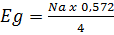 Eg = Na x 0,572 / 4